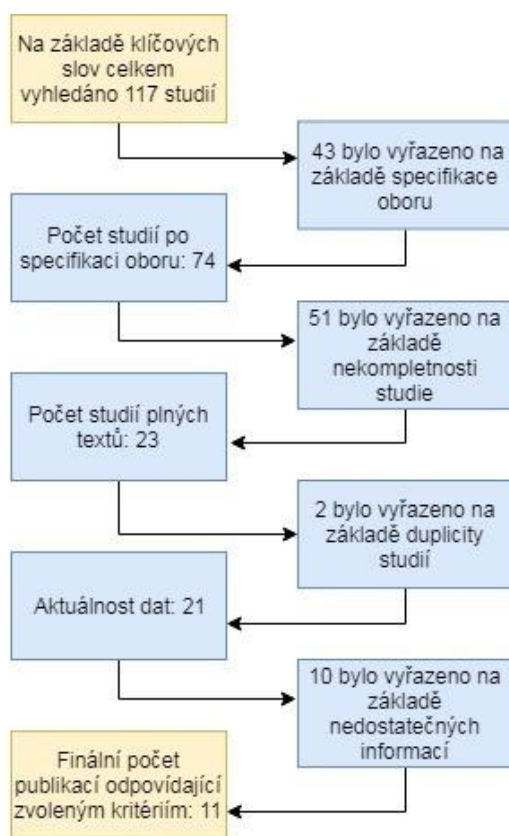 Na základě klíčových
slov celkem
vyhledáno 117 studií
43 bylo vyřazeno na
základě specifikace
oboru
Počet studií po
specifikaci oboru: 74
51 bylo vyřazeno na
základě
nekompletnosti
studie
Počet studií plných
textů: 23
2 bylo vyřazeno na
základě duplicity
studií
Aktuálnost dat: 21
10 bylo vyřazeno na
základě
nedostatečných
informací
Finální počet
publikací odpovídající
zvoleným kritériím: 11